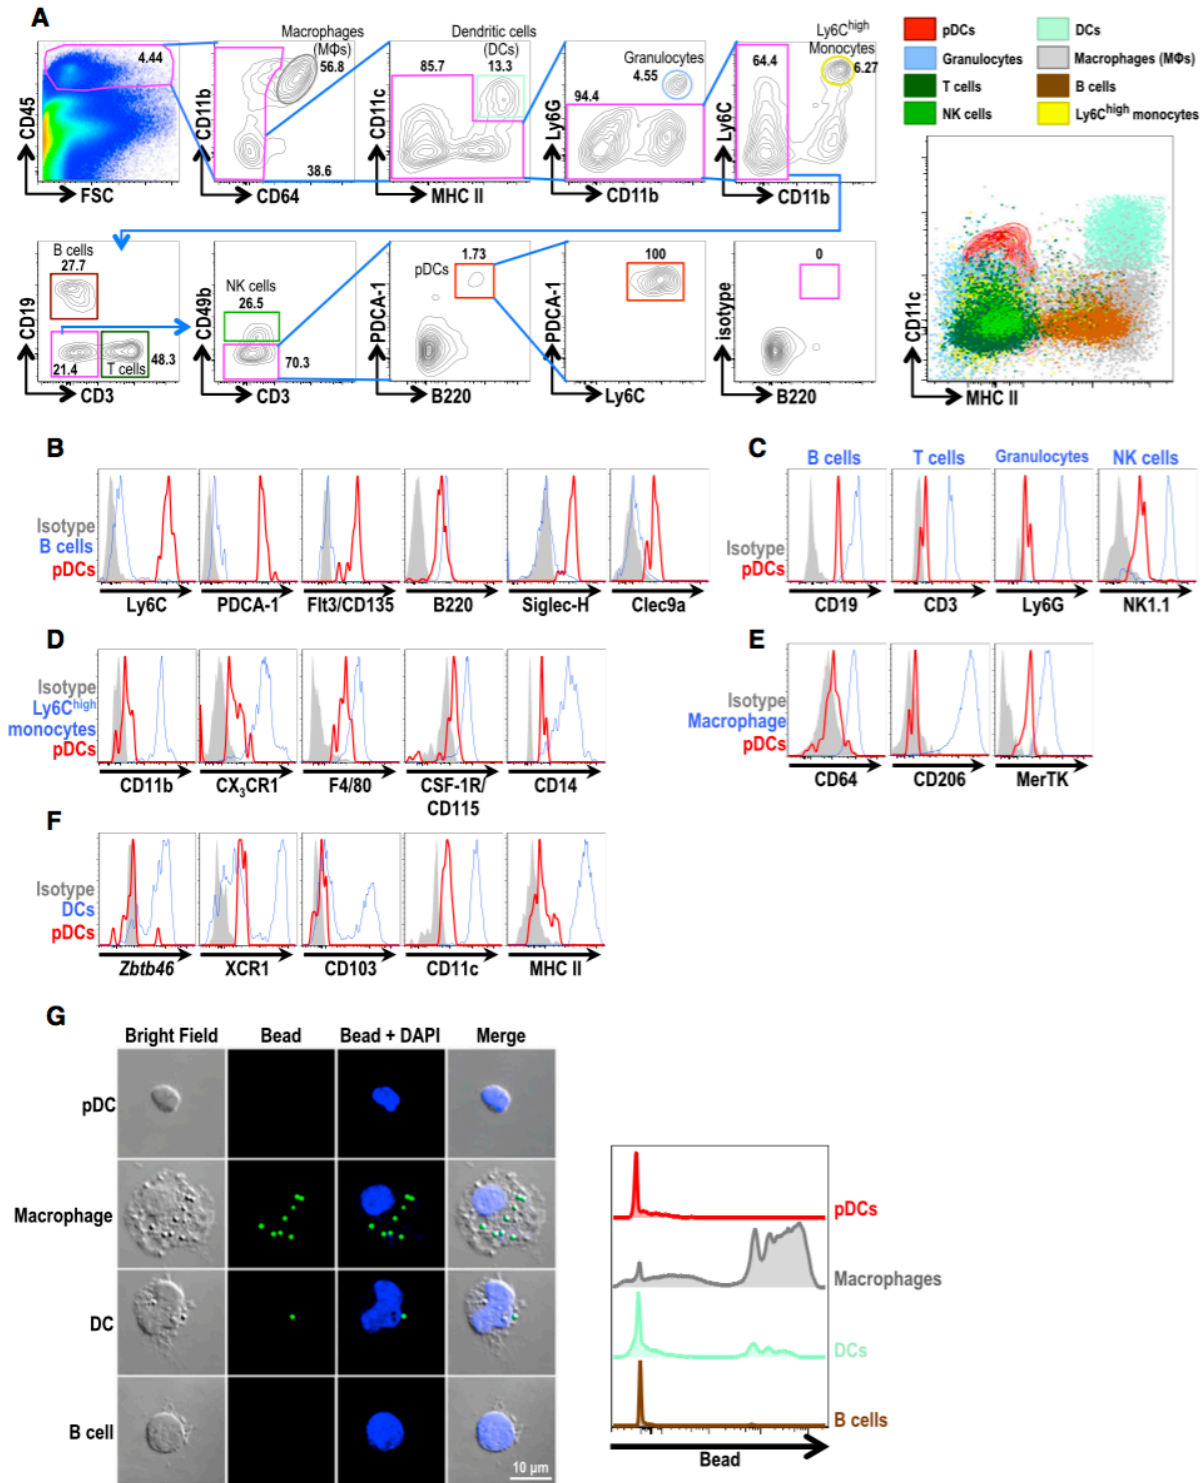 A
CD45
FSC
4.44
CD11b
CD64
Macrophages
(MΦs)
56.8
38.6
CD11c
MHC II
85.7
Dendritic cells
(DCs)
13.3
Ly6G
CD11b
Granulocytes
4.55
94.4
Ly6C
CD11b
64.4
Ly6Chigh
Monocytes
6.27
pDCs
DCs
Granulocytes
Macrophages (MΦs)
T cells
B cells
NK cells
Ly6Chigh monocytes
CD11c
MHC II
CD19
CD3
B cells
27.7
21.4
T cells
48.3
CD49b
CD3
NK cells
26.5
70.3
PDCA-1
B220
pDCs
1.73
PDCA-1
Ly6C
100
isotype
B220
0
B
Isotype
B cells
pDCs
Ly6C
PDCA-1
Flt3/CD135
B220
Siglec-H
Clec9a
C
B cells
T cells
Granulocytes
NK cells
Isotype
pDCs
CD19
CD3
Ly6G
NK1.1
D
Isotype
Ly6Chigh
monocytes
pDCs
CD11b
CX3CR1
F4/80
CSF-1R/
CD115
CD14
E
Isotype
Macrophage
pDCs
CD64
CD206
MerTK
F
Isotype
DCs
pDCs
Zbtb46
XCR1
CD103
CD11c
MHC II
G
Bright Field
Bead
Bead + DAPI
Merge
pDC
Macrophage
DC
B cell
10 µm
pDCs
Macrophages
DCs
B cells
Bead